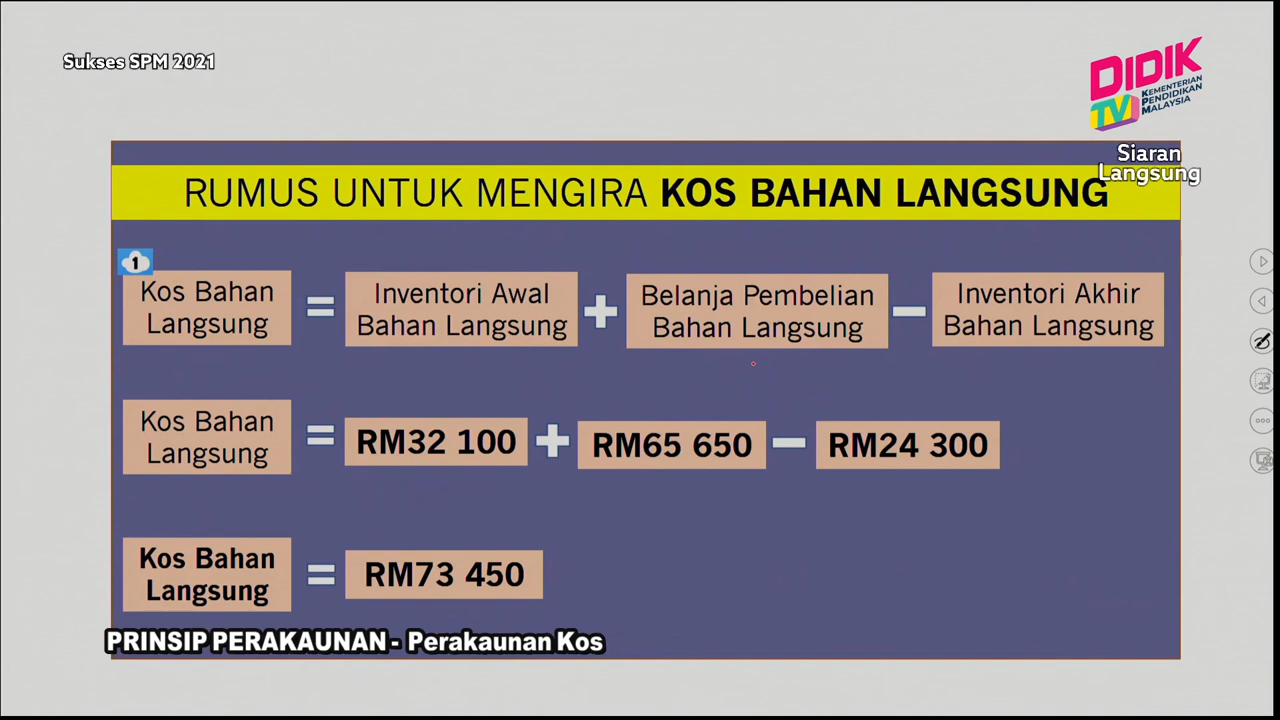 Sukses SPM 2021
DIDIK
TV
KEMENTERIAN
PENDIDIKAN
MALAYSIA
Siaran
Langsung
RUMUS UNTUK MENGIRA KOS BAHAN LANGSUNG
1
Kos Bahan
Langsung
=
Inventori Awal
Bahan Langsung
+
Belanja Pembelian
Bahan Langsung
−
Inventori Akhir
Bahan Langsung
Kos Bahan
Langsung
=
RM32 100
+
RM65 650
−
RM24 300
Kos Bahan
Langsung
=
RM73 450
PRINSIP PERAKAUNAN - Perakaunan Kos